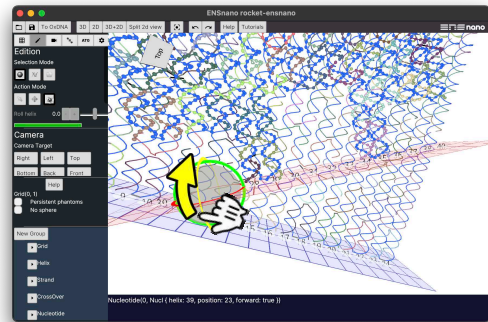 ENSnano rocket-ensnano
To OxDNA 3D 2D 3D+2D Split 2d view Help Tutorials
ENSnano
Edition
Selection Mode
Action Mode
Roll helix 0.0
Camera
Camera Target
Right Left Top
Bottom Back Front
Help
Grid(0, 1)
Persistent phantoms
No sphere
New Group
Grid
Helix
Strand
CrossOver
Nucleotide
Top
Nucleotide(0, Nucl { helix: 39, position: 23, forward: true })